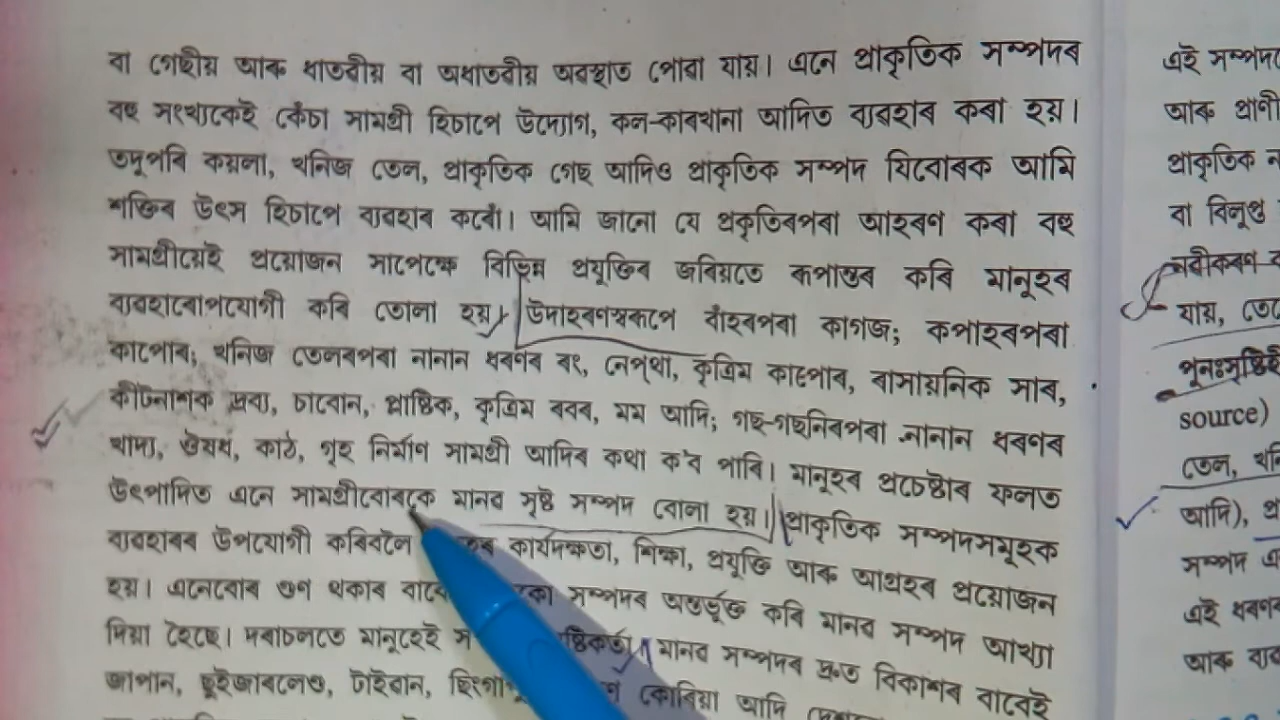 বা গেছীয় আৰু ধাতৱীয় বা অধাতৱীয় অৱস্থাত পোৱা যায়। এনে প্ৰাকৃতিক সম্পদৰ
বহু সংখ্যকেই কেঁচা সামগ্ৰী হিচাপে উদ্যোগ, কল-কাৰখানা আদিত ব্যৱহাৰ কৰা হয়।
তদুপৰি কয়লা, খনিজ তেল, প্ৰাকৃতিক গেছ আদিও প্ৰাকৃতিক সম্পদ যিবোৰক আমি
শক্তিৰ উৎস হিচাপে ব্যৱহাৰ কৰোঁ। আমি জানো যে প্ৰকৃতিৰপৰা আহৰণ কৰা বহু
সামগ্ৰীয়েই প্ৰয়োজন সাপেক্ষে বিভিন্ন প্ৰযুক্তিৰ জৰিয়তে ৰূপান্তৰ কৰি মানুহৰ
ব্যৱহাৰোপযোগী কৰি তোলা হয়। উদাহৰণস্বৰূপে বাঁহৰপৰা কাগজ; কপাহৰপৰা
কাপোৰ; খনিজ তেলৰপৰা নানান ধৰণৰ ৰং, নেপ্‌থা, কৃত্ৰিম কাপোৰ, ৰাসায়নিক সাৰ,
কীটনাশক দ্ৰব্য, চাবোন, প্লাষ্টিক, কৃত্ৰিম ৰবৰ, মম আদি; গছ-গছনিৰপৰা নানান ধৰণৰ
খাদ্য, ঔষধ, কাঠ, গৃহ নিৰ্মাণ সামগ্ৰী আদিৰ কথা ক'ব পাৰি। মানুহৰ প্ৰচেষ্টাৰ ফলত
উৎপাদিত এনে সামগ্ৰীবোৰকে মানৱ সৃষ্ট সম্পদ বোলা হয়। প্ৰাকৃতিক সম্পদসমূহক
ব্যৱহাৰৰ উপযোগী কৰিবলৈ কাৰ্যদক্ষতা, শিক্ষা, প্ৰযুক্তি আৰু আগ্ৰহৰ প্ৰয়োজন
হয়। এনেবোৰ গুণ থকাৰ সম্পদৰ অন্তৰ্ভুক্ত কৰি মানৱ সম্পদ আখ্যা
দিয়া হৈছে। দৰাচলতে মানুহেই মানৱ সম্পদৰ দ্ৰুত বিকাশৰ বাবেই
জাপান, ছুইজাৰলেণ্ড, টাইৱান, কোৰিয়া আদি
এই
আৰু প্ৰাণী
প্ৰাকৃতিক
বা বিলুপ্ত
নবীকৰণ
যায়,
source)
তেল,
আদি),
সম্পদ
এই
আৰু